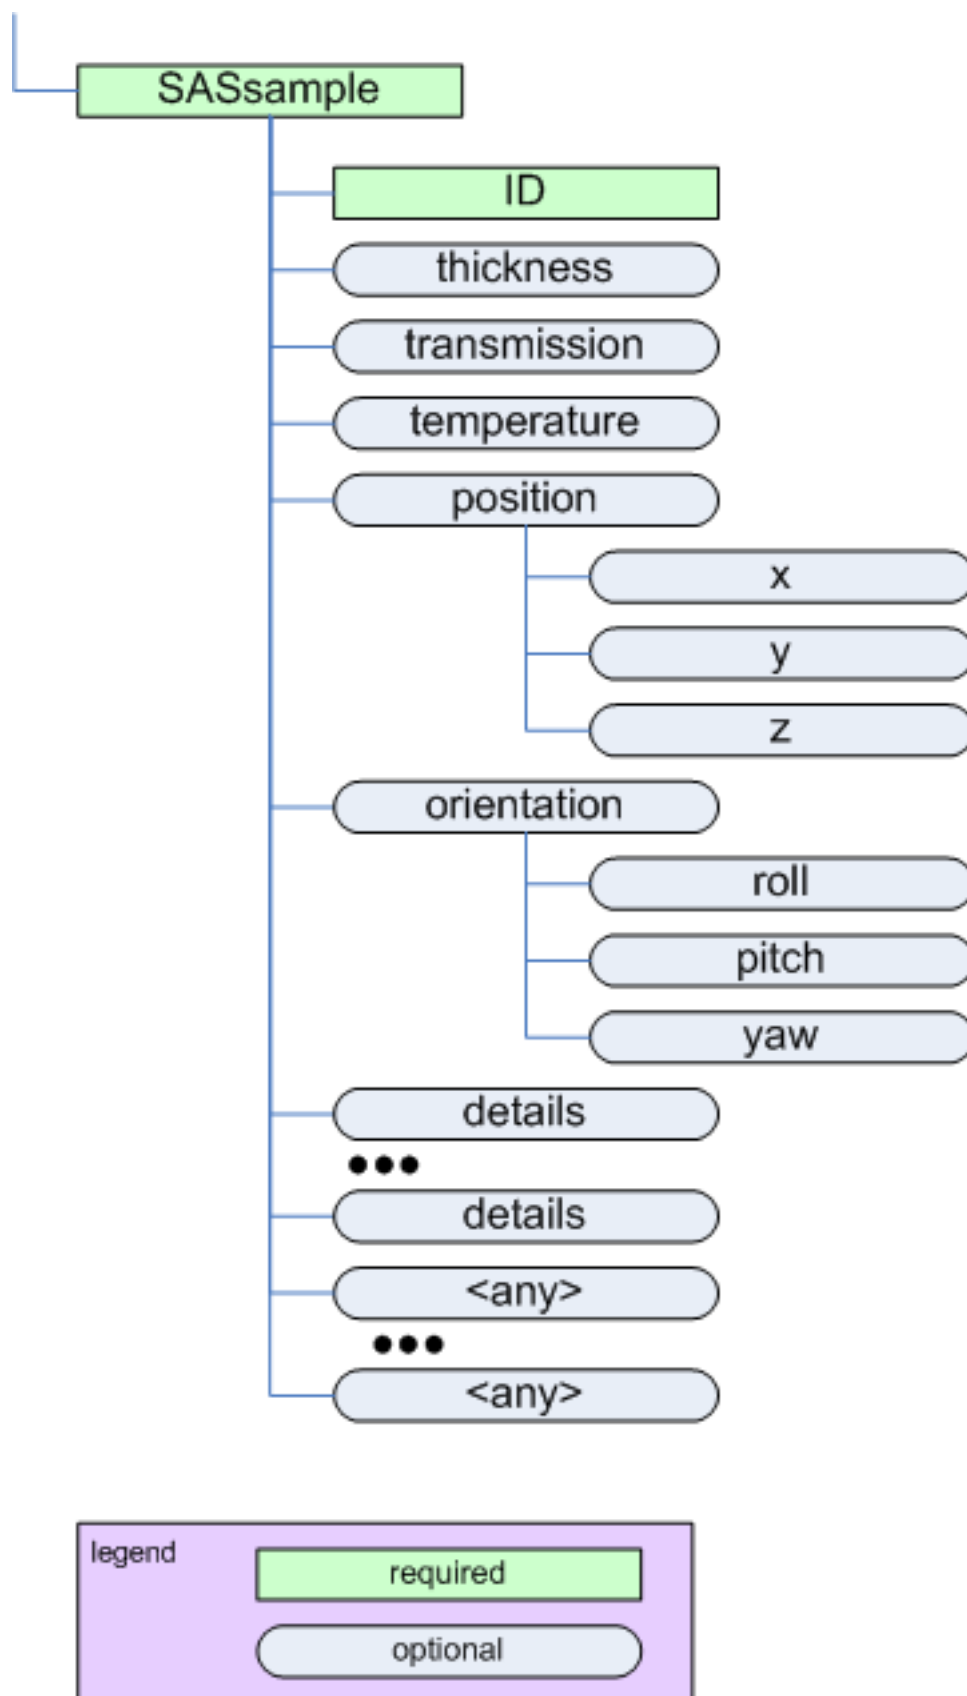 SASsample
ID
thickness
transmission
temperature
position
x
y
z
orientation
roll
pitch
yaw
details
details
<any>
<any>
legend
required
optional